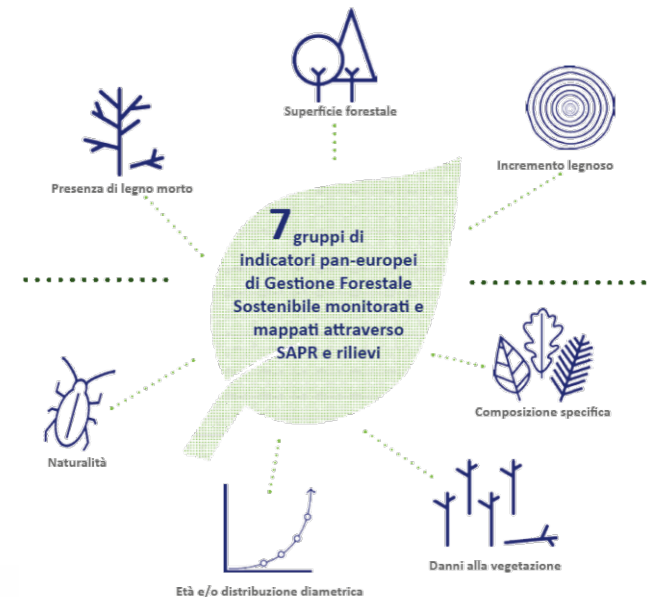 Superficie forestale
Incremento legnoso
Presenza di legno morto
7 gruppi di
indicatori pan-europei
di Gestione Forestale
Sostenibile monitorati e
mappati attraverso
SAPR e rilievi
Composizione specifica
Naturalità
Danni alla vegetazione
Età e/o distribuzione diametrica